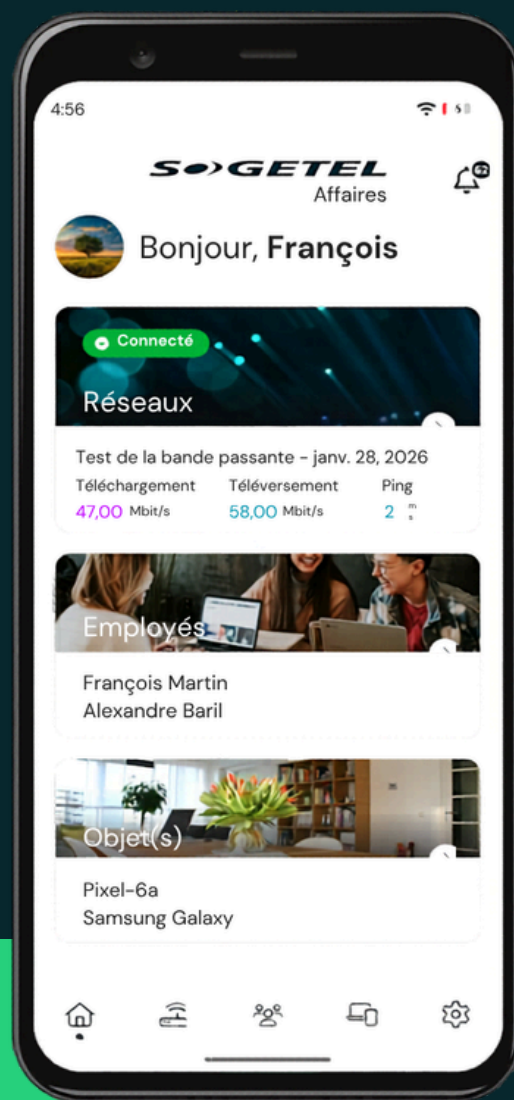 4:56
SOGETEL
Affaires
Bonjour, François
Connecté
Réseaux
Test de la bande passante - janv. 28, 2026
Téléchargement Téléversement Ping
47,00 Mbit/s 58,00 Mbit/s 2 ms
Employés
François Martin
Alexandre Baril
Objet(s)
Pixel-6a
Samsung Galaxy